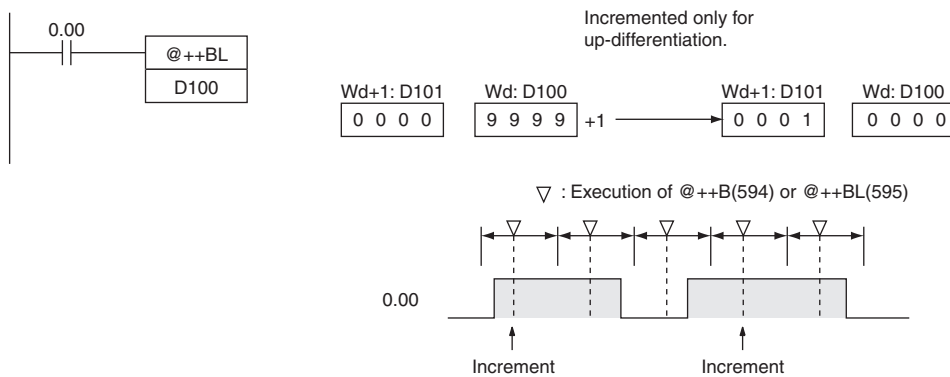 0.00
@++BL
D100
Incremented only for
up-differentiation.
Wd+1: D101 Wd: D100 Wd+1: D101 Wd: D100
0 0 0 0 9 9 9 9 +1 0 0 0 1 0 0 0 0
▽ : Execution of @++B(594) or @++BL(595)
0.00
Increment Increment